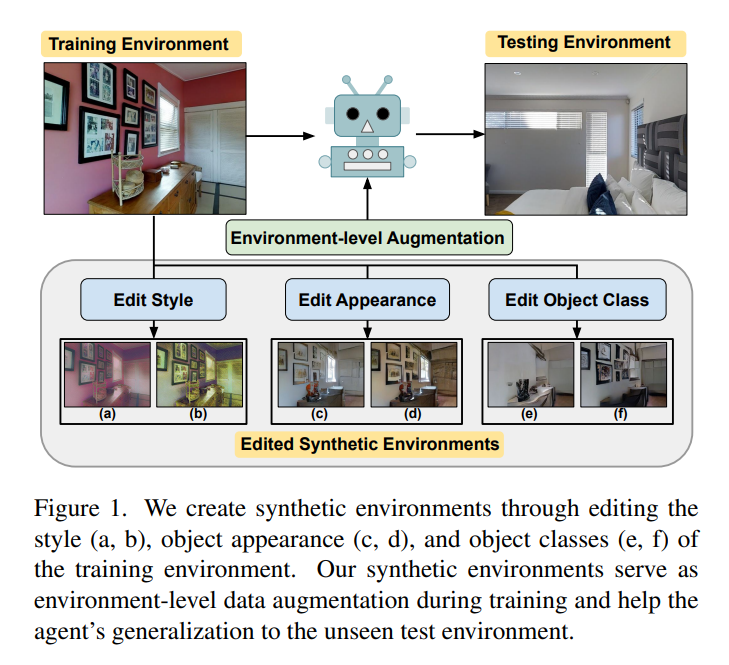 Training Environment
Testing Environment
Environment-level Augmentation
Edit Style
Edit Appearance
Edit Object Class
(a)
(b)
(c)
(d)
(e)
(f)
Edited Synthetic Environments
Figure 1. We create synthetic environments through editing the
style (a, b), object appearance (c, d), and object classes (e, f) of
the training environment. Our synthetic environments serve as
environment-level data augmentation during training and help the
agent's generalization to the unseen test environment.